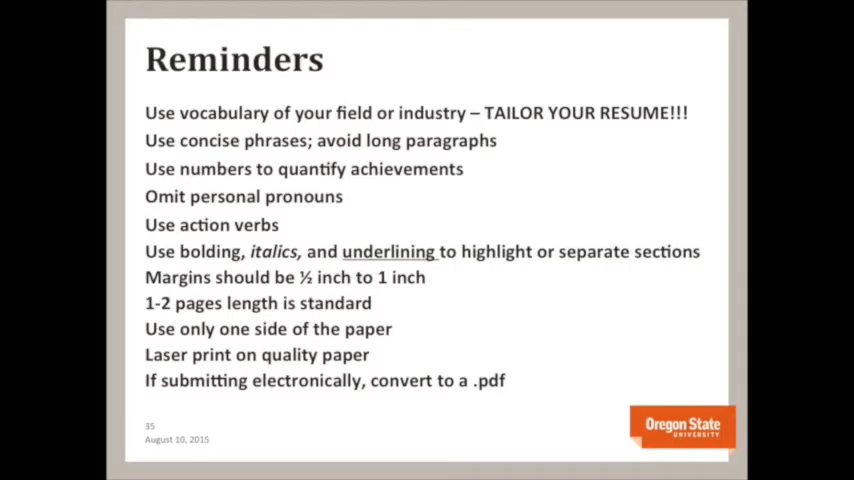 Reminders
Use vocabulary of your field or industry – TAILOR YOUR RESUME!!!
Use concise phrases; avoid long paragraphs
Use numbers to quantify achievements
Omit personal pronouns
Use action verbs
Use bolding, italics, and underlining to highlight or separate sections
Margins should be ½ inch to 1 inch
1-2 pages length is standard
Use only one side of the paper
Laser print on quality paper
If submitting electronically, convert to a .pdf
35
August 10, 2015
Oregon State
UNIVERSITY